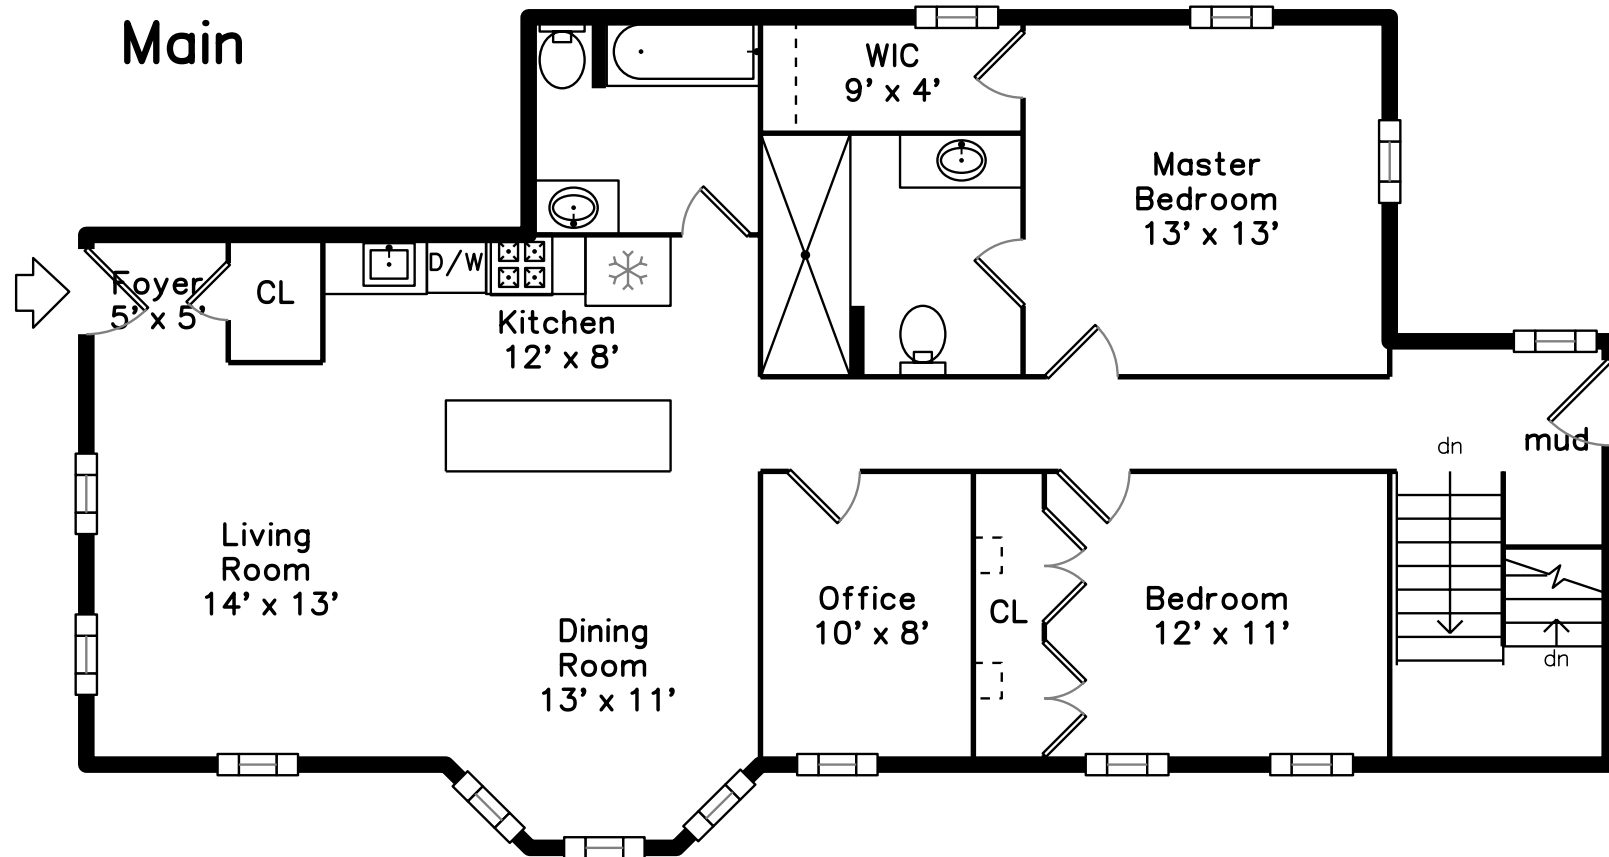 Main
WIC
9' x 4'
Master
Bedroom
13' x 13'
Foyer
5' x 5'
CL
D/W
Kitchen
12' x 8'
dn
mud
Living
Room
14' x 13'
Dining
Room
13' x 11'
Office
10' x 8'
CL
Bedroom
12' x 11'
dn